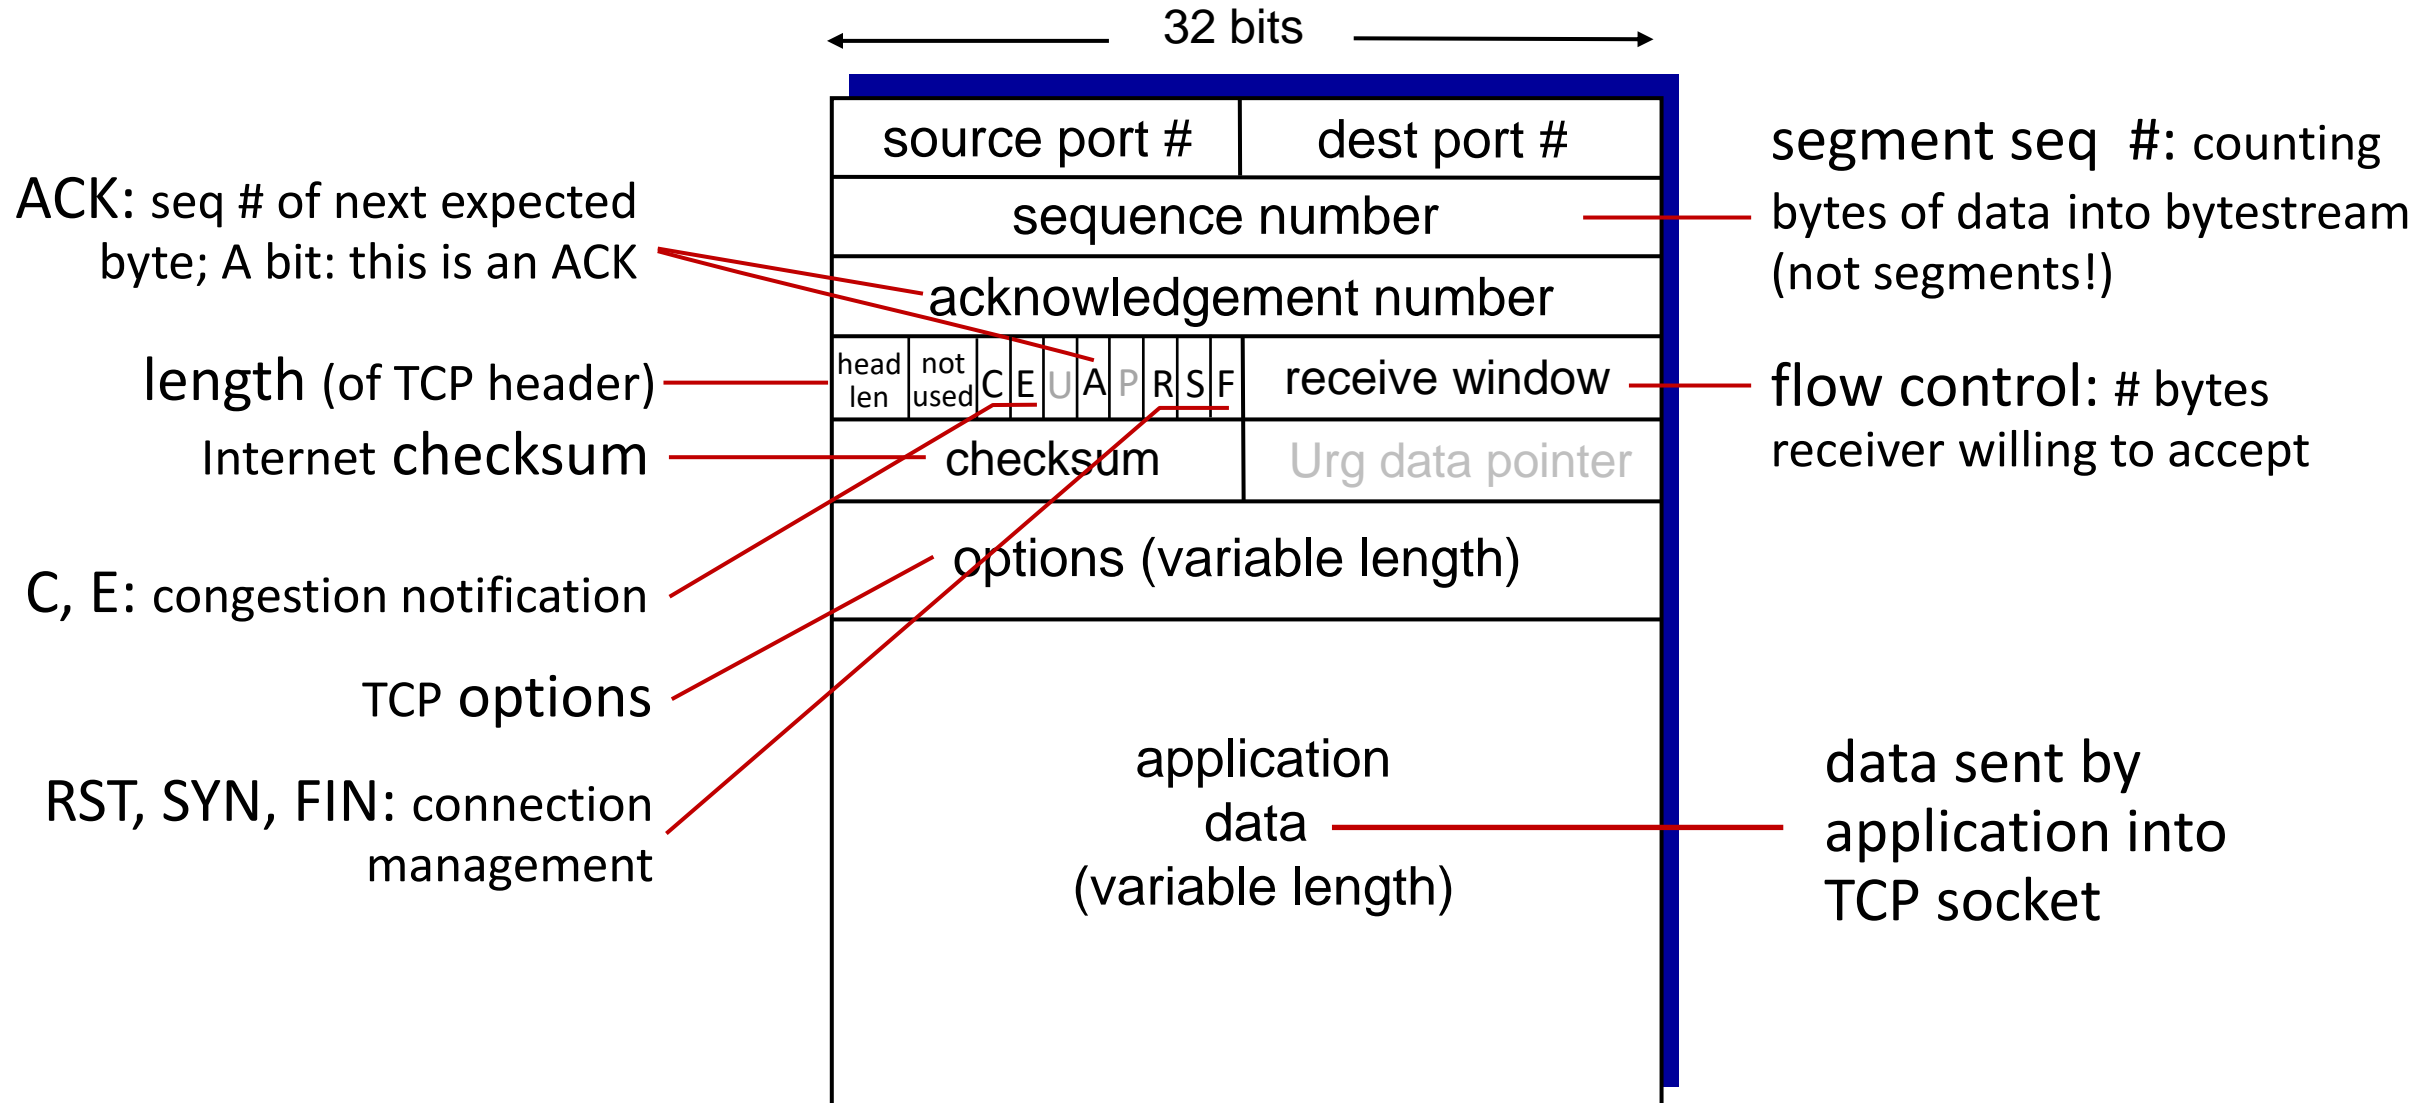 32 bits
source port #
dest port #
sequence number
acknowledgement number
head
len
not
used
C
E
U
A
P
R
S
F
receive window
checksum
Urg data pointer
options (variable length)
application
data
(variable length)
ACK: seq # of next expected
byte; A bit: this is an ACK
length (of TCP header)
Internet checksum
C, E: congestion notification
TCP options
RST, SYN, FIN: connection
management
segment seq #: counting
bytes of data into bytestream
(not segments!)
flow control: # bytes
receiver willing to accept
data sent by
application into
TCP socket